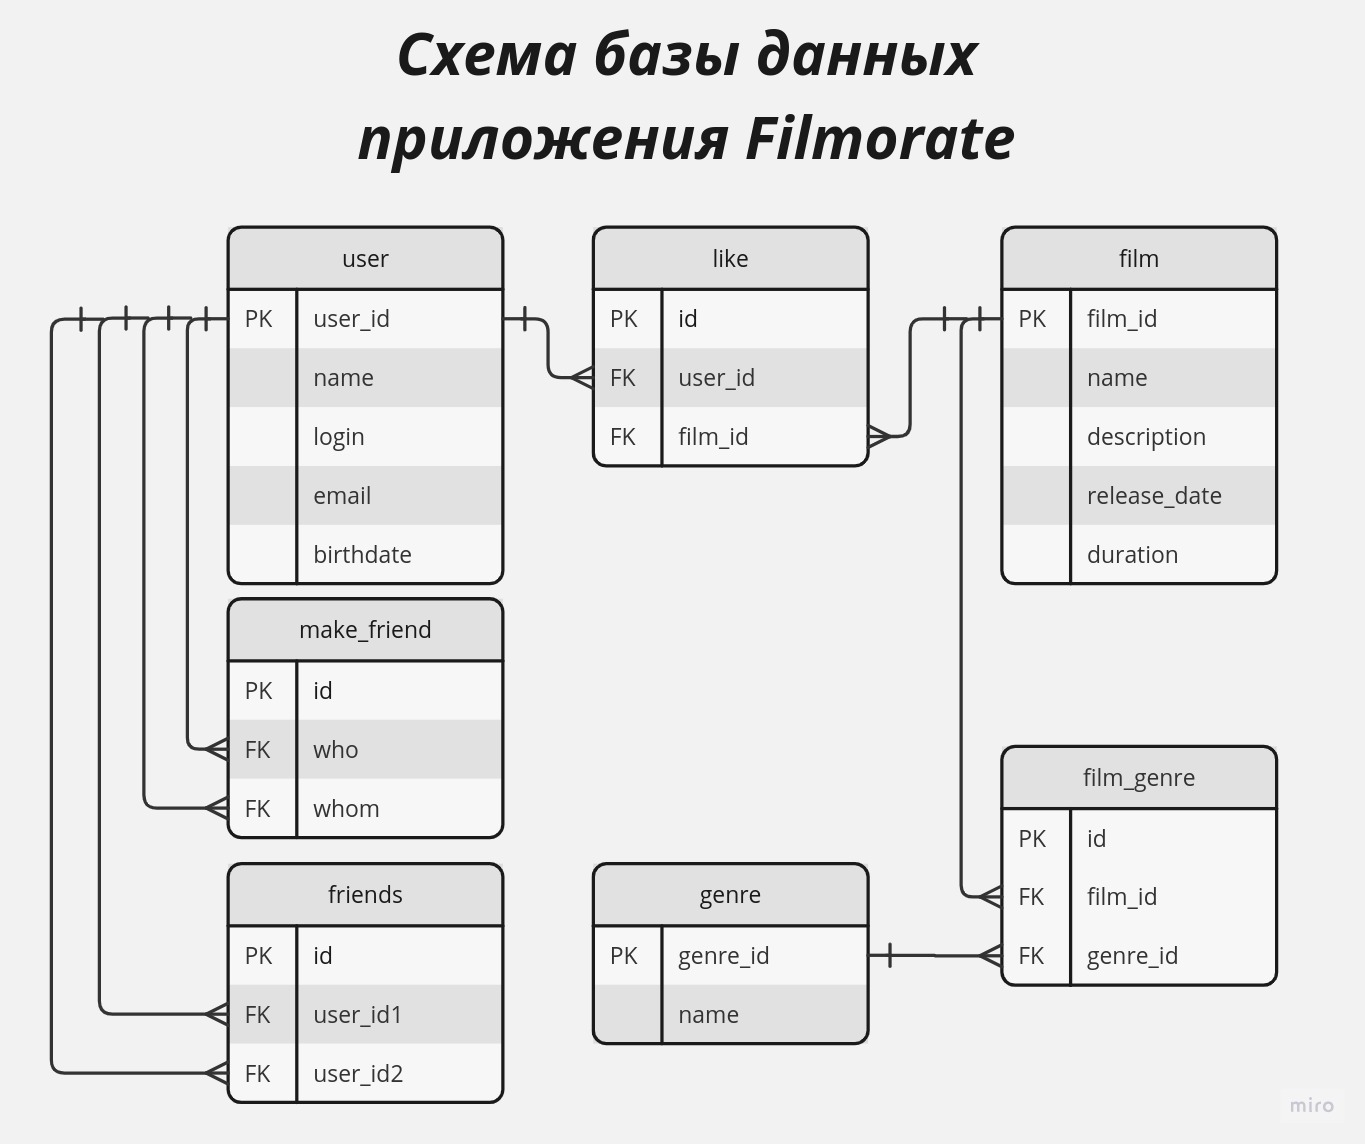 Схема базы данных
приложения Filmorate
user
PK user_id
name
login
email
birthdate
like
PK id
FK user_id
FK film_id
film
PK film_id
name
description
release_date
duration
make_friend
PK id
FK who
FK whom
friends
PK id
FK user_id1
FK user_id2
genre
PK genre_id
name
film_genre
PK id
FK film_id
FK genre_id
miro